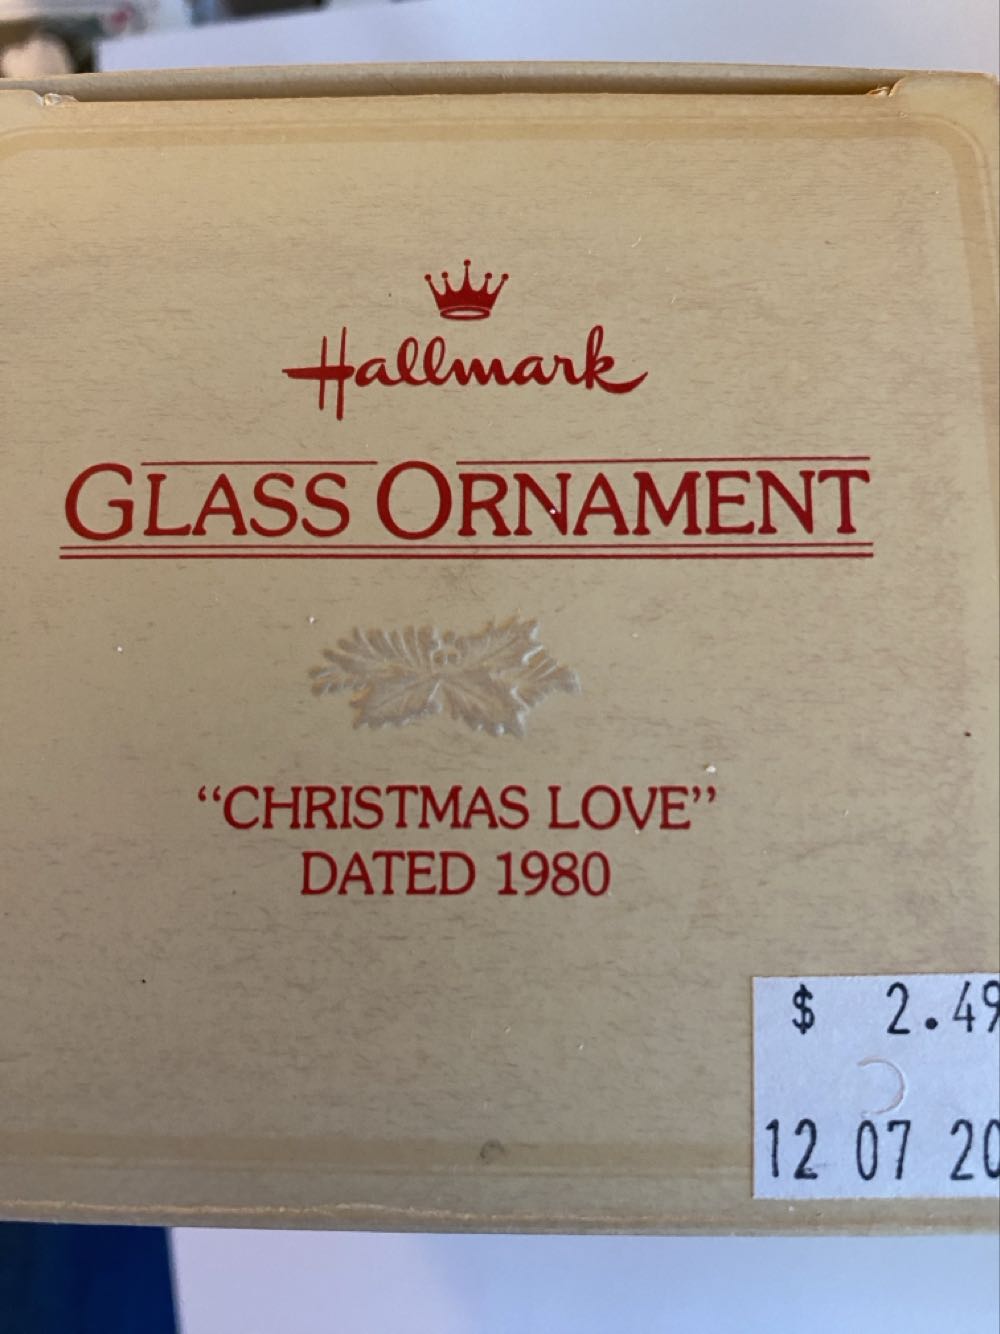 Hallmark
GLASS ORNAMENT
“CHRISTMAS LOVE”
DATED 1980
$ 2.49
12 07 20